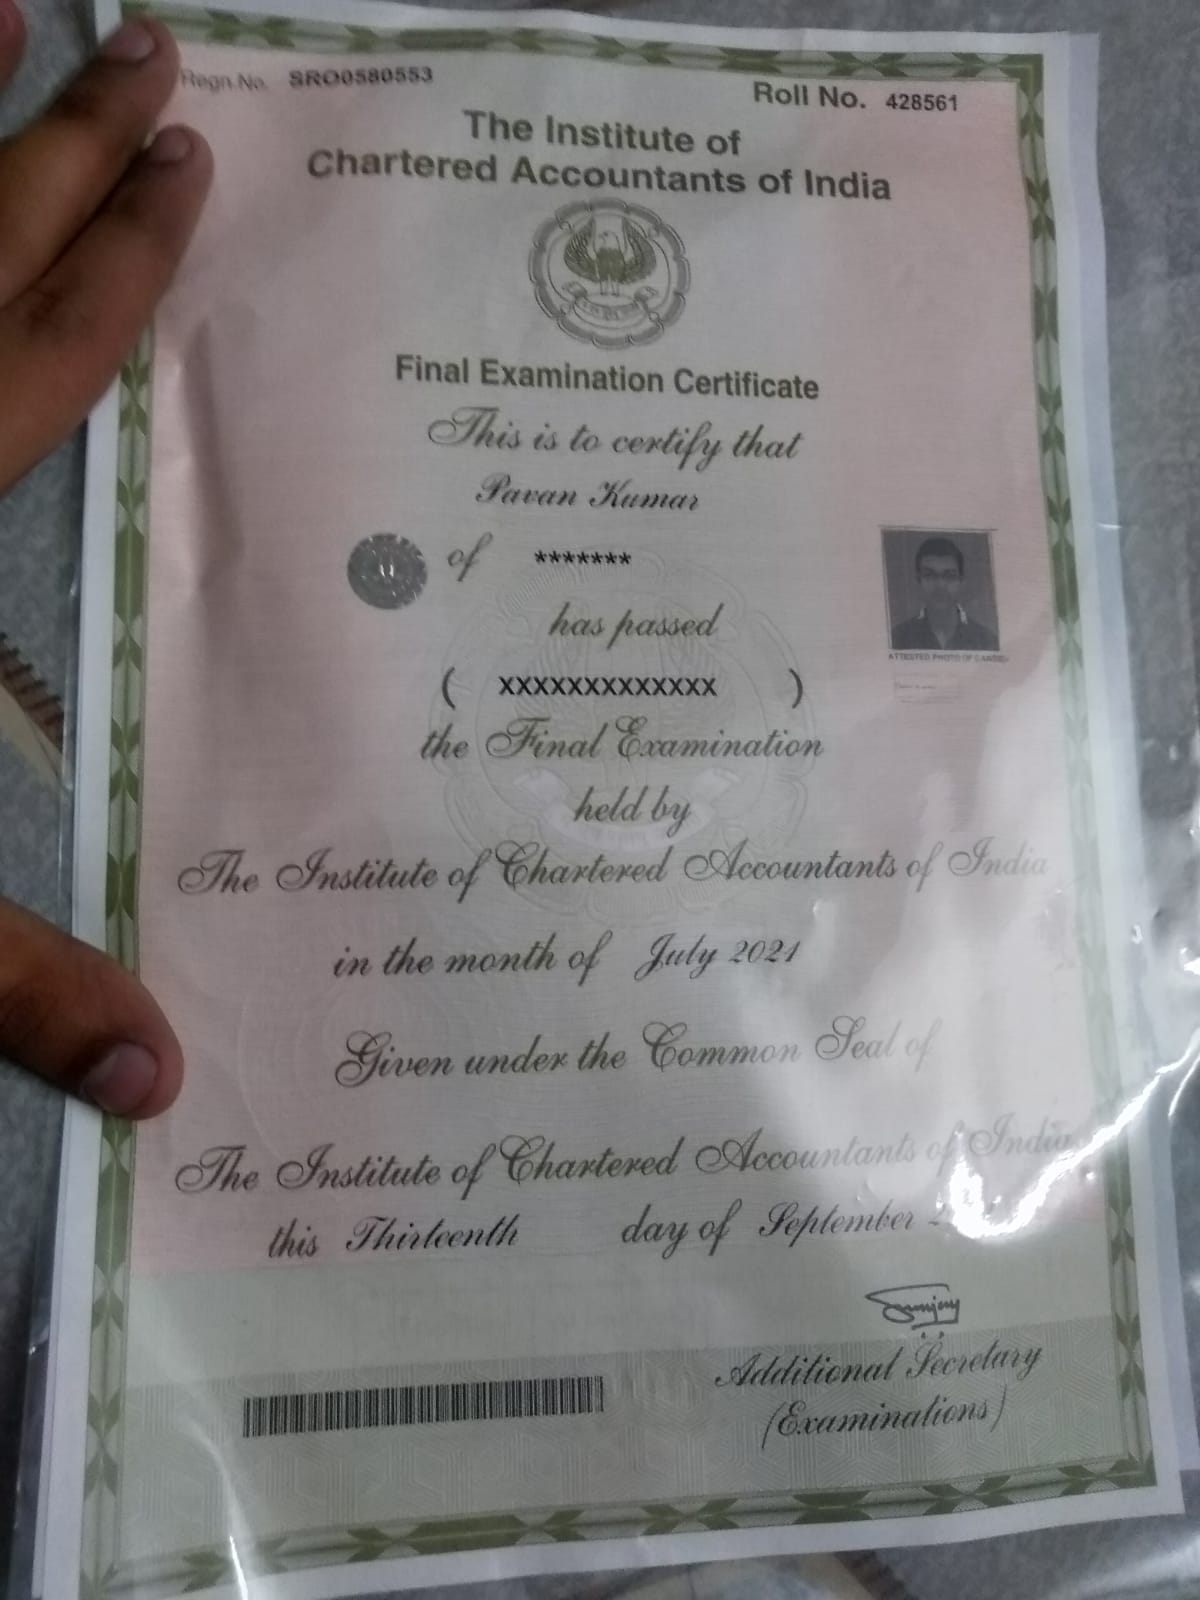 Regn.No. SRO0580553
Roll No. 428561
The Institute of
Chartered Accountants of India
Final Examination Certificate
This is to certify that
Pavan Kumar
of *******
has passed
( XXXXXXXXXXXXX )
the Final Examination
held by
The Institute of Chartered Accountants of India
in the month of July 2021
Given under the Common Seal of
The Institute of Chartered Accountants of India
this Thirteenth day of September
ATTESTED PHOTO OF
Additional Secretary
(Examinations)